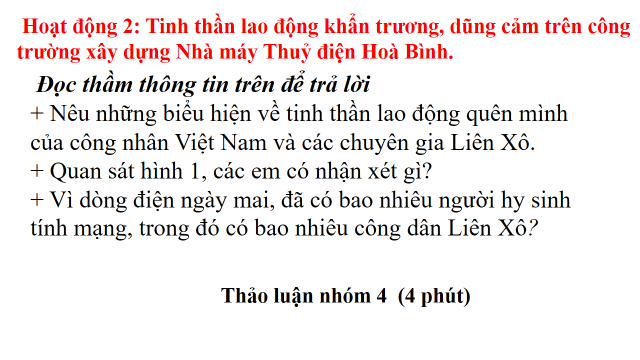 Hoạt động 2: Tinh thần lao động khẩn trương, dũng cảm trên công
trường xây dựng Nhà máy Thuỷ điện Hoà Bình.
Đọc thầm thông tin trên để trả lời
+ Nêu những biểu hiện về tinh thần lao động quên mình
của công nhân Việt Nam và các chuyên gia Liên Xô.
+ Quan sát hình 1, các em có nhận xét gì?
+ Vì dòng điện ngày mai, đã có bao nhiêu người hy sinh
tính mạng, trong đó có bao nhiêu công dân Liên Xô?
Thảo luận nhóm 4 (4 phút)